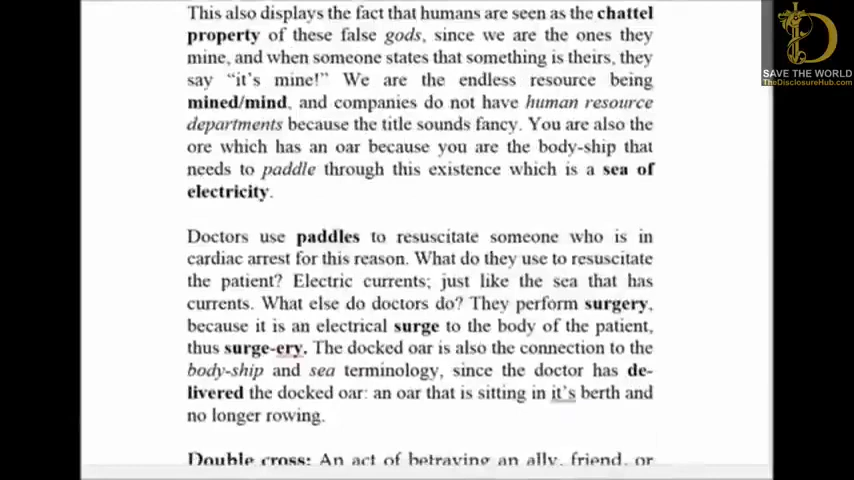 This also displays the fact that humans are seen as the chattel
property of these false gods, since we are the ones they
mine, and when someone states that something is theirs, they
say “it’s mine!” We are the endless resource being
mined/mind, and companies do not have human resource
departments because the title sounds fancy. You are also the
ore which has an oar because you are the body-ship that
needs to paddle through this existence which is a sea of
electricity.
Doctors use paddles to resuscitate someone who is in
cardiac arrest for this reason. What do they use to resuscitate
the patient? Electric currents; just like the sea that has
currents. What else do doctors do? They perform surgery,
because it is an electrical surge to the body of the patient,
thus surge-ery. The docked oar is also the connection to the
body-ship and sea terminology, since the doctor has de-
livered the docked oar: an oar that is sitting in it’s berth and
no longer rowing.
Double cross: An act of betraying an ally, friend, or
SAVE THE WORLD
TheDisclosureHub.com